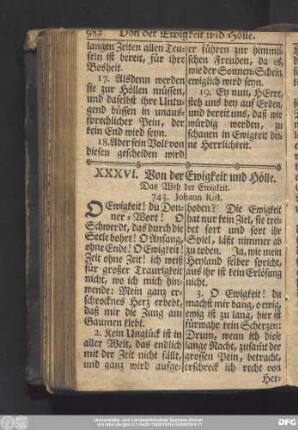 982 Von der Ewigkeit und Hölle.
langen Zeiten allen Teu-
sein ist bereit, für ihre
Bosheit.
17. Alsdenn werden
sie zur Höllen müssen,
und daselbst ihre Untu-
gend büssen in unaus-
sprechlicher Pein, der
kein End wird seyn.
18. Aber sein Volk von
diesen gescheiden wird
er führen zur himmli-
schen Freuden, da es,
wie der Sonnen-Schein
ewiglich wird seyn.
19. Ey nun, HErre,
steh uns bey auf Erden,
und bereit uns, daß wir
würdig werden, zu
schauen in Ewigkeit dei-
ne Herrlichkeit.
XXXVI. Von der Ewigkeit und Hölle.
Das Weh der Ewigkeit.
743. Johann Rist.
O Ewigkeit! du Don-
ner-Wort! O
Schwerdt, das durch die
Seele bohrt! O Anfang,
ohne Ende! O Ewigkeit!
Zeit ohne Zeit! ich weiß
für großer Traurigkeit
nicht, wo ich mich hin-
wende: Mein ganz er-
schrocknes Herz erbebt,
daß mir die Zung am
Gaumen klebt.
2. Kein Unglück ist in
aller Welt, das endlich
mit der Zeit nicht fällt,
und ganz wird aufge-
hoben? Die Ewigkeit
hat nur kein Ziel, sie trei-
bet fort und fort ihr
Spiel, läßt nimmer ab
zu toben. Ja, wie mein
Heyland selber spricht,
aus ihr ist kein Erlösung
nicht.
3. O Ewigkeit! du
machst mir bang, o ewig,
ewig ist zu lang, hier ist
fürwahr kein Scherzen:
Drum, wenn ich diese
lange Nacht, zusamt der
grossen Pein, betracht,
erschreck ich recht von
Her-